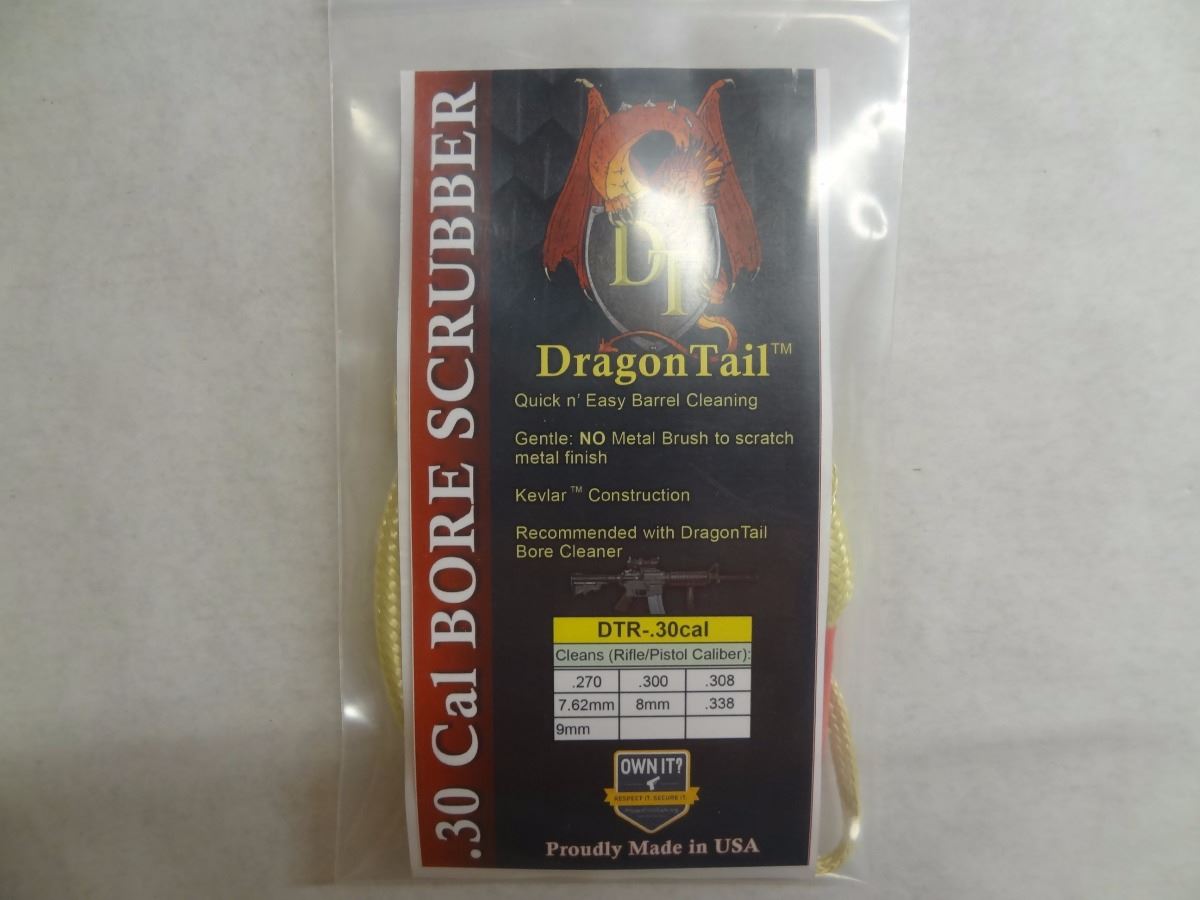 .30 Cal BORE SCRUBBER
DT
DragonTail™
Quick n' Easy Barrel Cleaning
Gentle: NO Metal Brush to scratch
metal finish
Kevlar™ Construction
Recommended with DragonTail
Bore Cleaner
DTR-.30cal
Cleans (Rifle/Pistol Caliber):
.270 .300 .308
7.62mm 8mm .338
9mm
OWN IT?
RESPECT IT. SECURE IT.
Proudly Made in USA